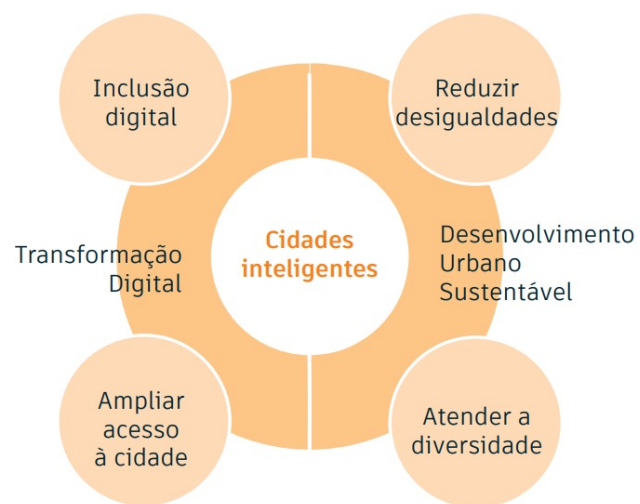 Inclusão
digital
Reduzir
desigualdades
Transformação
Digital
Cidades
inteligentes
Desenvolvimento
Urbano
Sustentável
Ampliar
acesso
à cidade
Atender a
diversidade